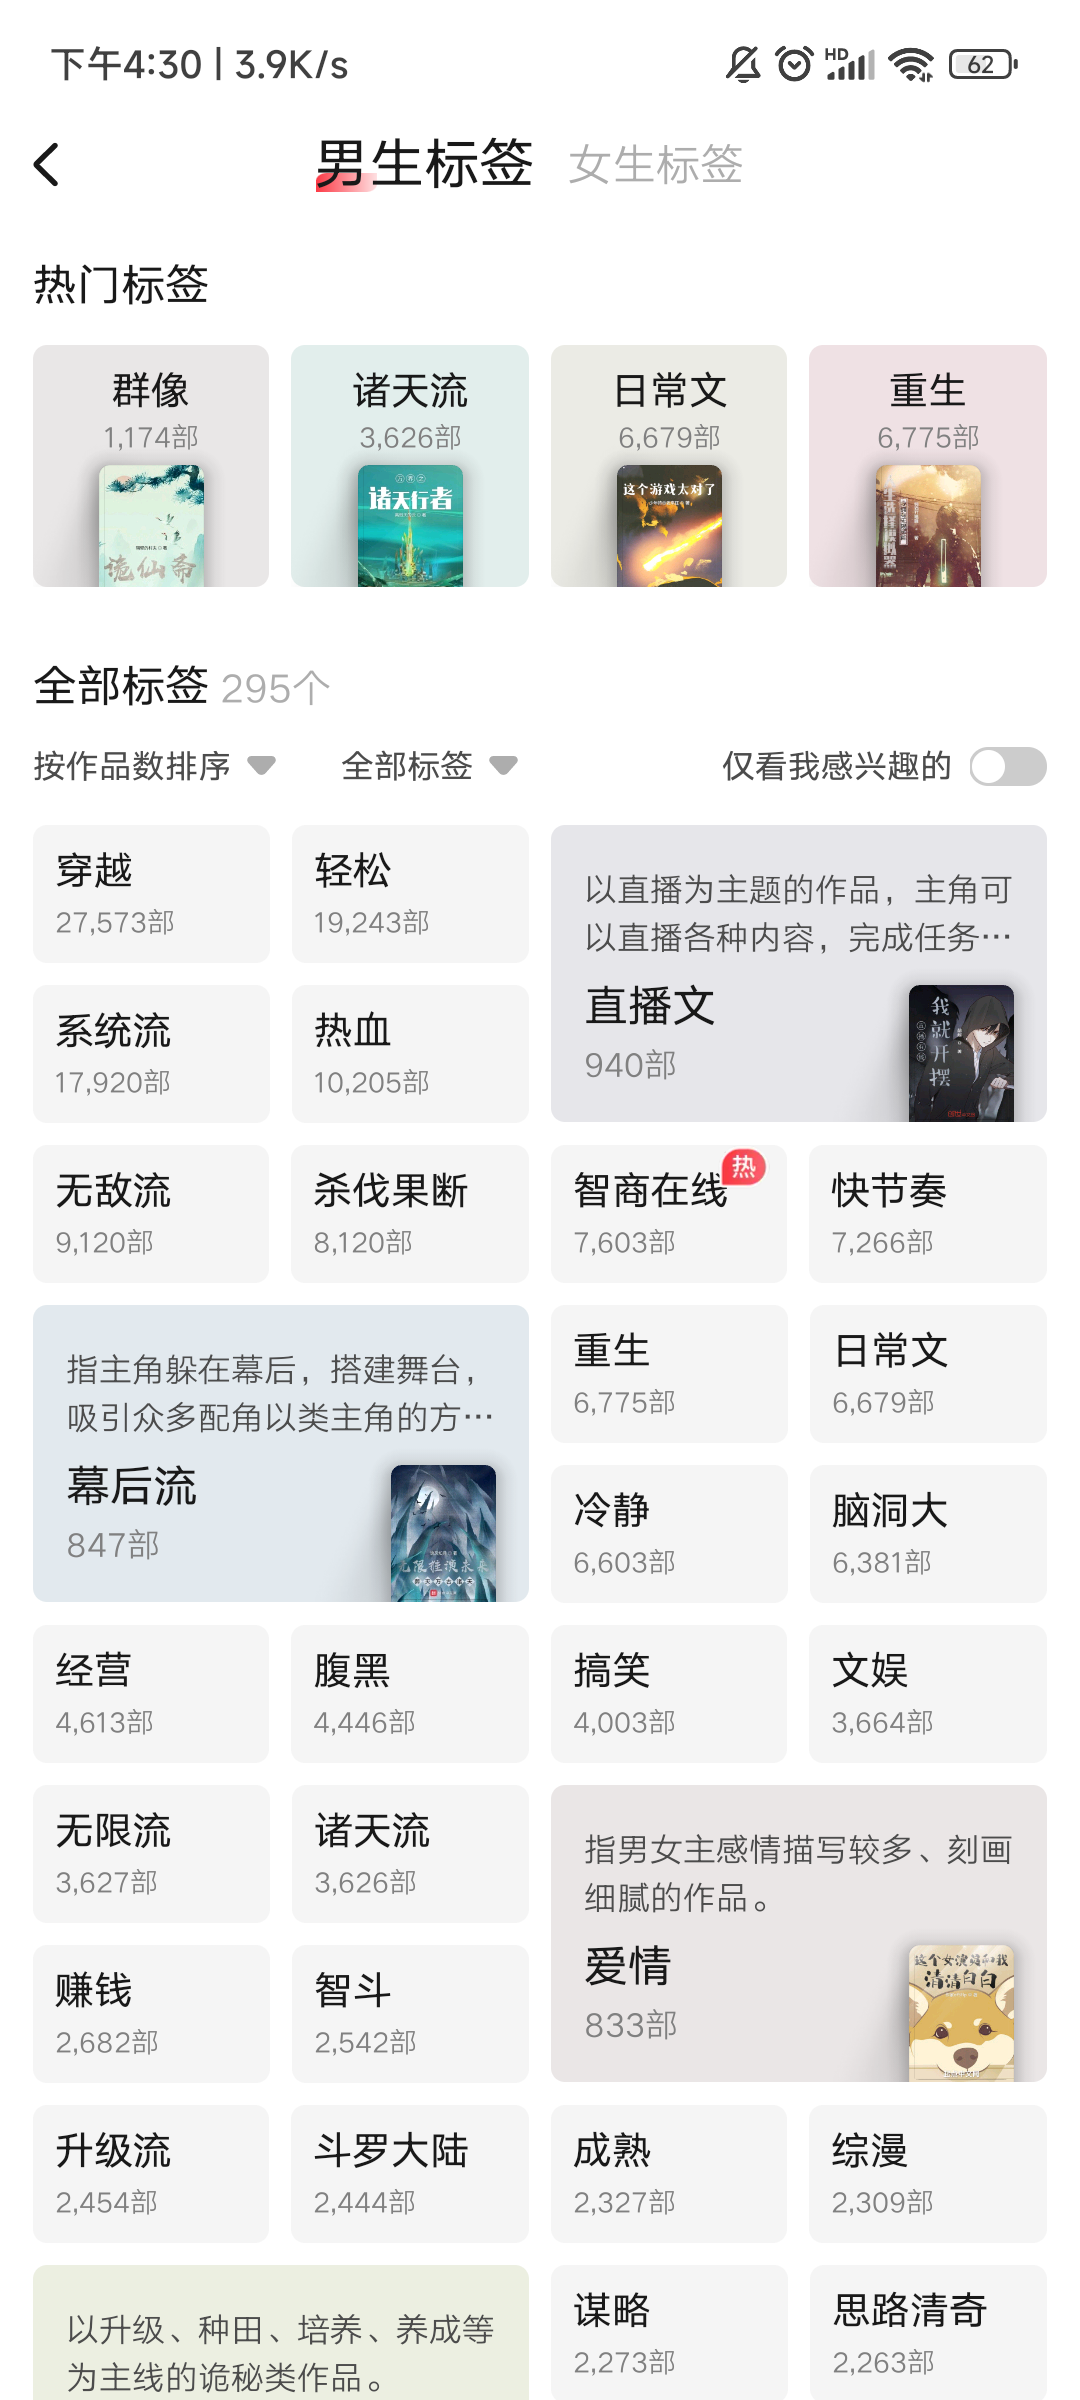 下午4:30 | 3.9K/s
HD
62
男生标签 女生标签
热门标签
群像
1,174部
诡仙斋
诸天流
3,626部
诸天行者
日常文
6,679部
这个游戏太对了
重生
6,775部
全部标签 295个
按作品数排序 全部标签 仅看我感兴趣的
穿越
27,573部
轻松
19,243部
以直播为主题的作品，主角可
以直播各种内容，完成任务…
直播文
940部
我就开摆
系统流
17,920部
热血
10,205部
无敌流
9,120部
杀伐果断
8,120部
智商在线
热
7,603部
快节奏
7,266部
指主角躲在幕后，搭建舞台，
吸引众多配角以类主角的方…
幕后流
847部
重生
6,775部
日常文
6,679部
冷静
6,603部
脑洞大
6,381部
经营
4,613部
腹黑
4,446部
搞笑
4,003部
文娱
3,664部
无限流
3,627部
诸天流
3,626部
指男女主感情描写较多、刻画
细腻的作品。
爱情
833部
这个女演员和我
清清白白
赚钱
2,682部
智斗
2,542部
升级流
2,454部
斗罗大陆
2,444部
成熟
2,327部
综漫
2,309部
以升级、种田、培养、养成等
为主线的诡秘类作品。
谋略
2,273部
思路清奇
2,263部